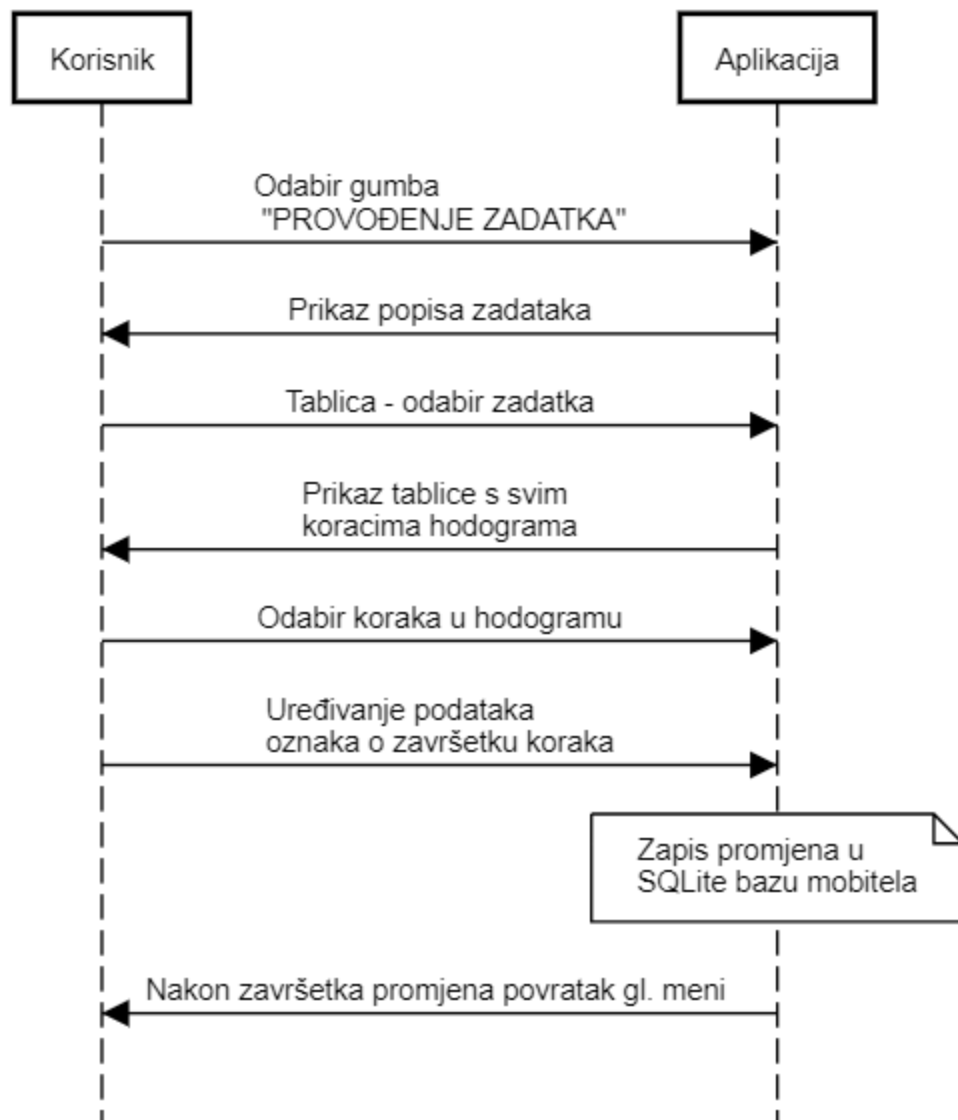 Korisnik
Aplikacija
Odabir gumba
"PROVOĐENJE ZADATKA"
Prikaz popisa zadataka
Tablica - odabir zadatka
Prikaz tablice s svim
koracima hodograma
Odabir koraka u hodogramu
Uređivanje podataka
oznaka o završetku koraka
Zapis promjena u
SQLite bazu mobitela
Nakon završetka promjena povratak gl. meni